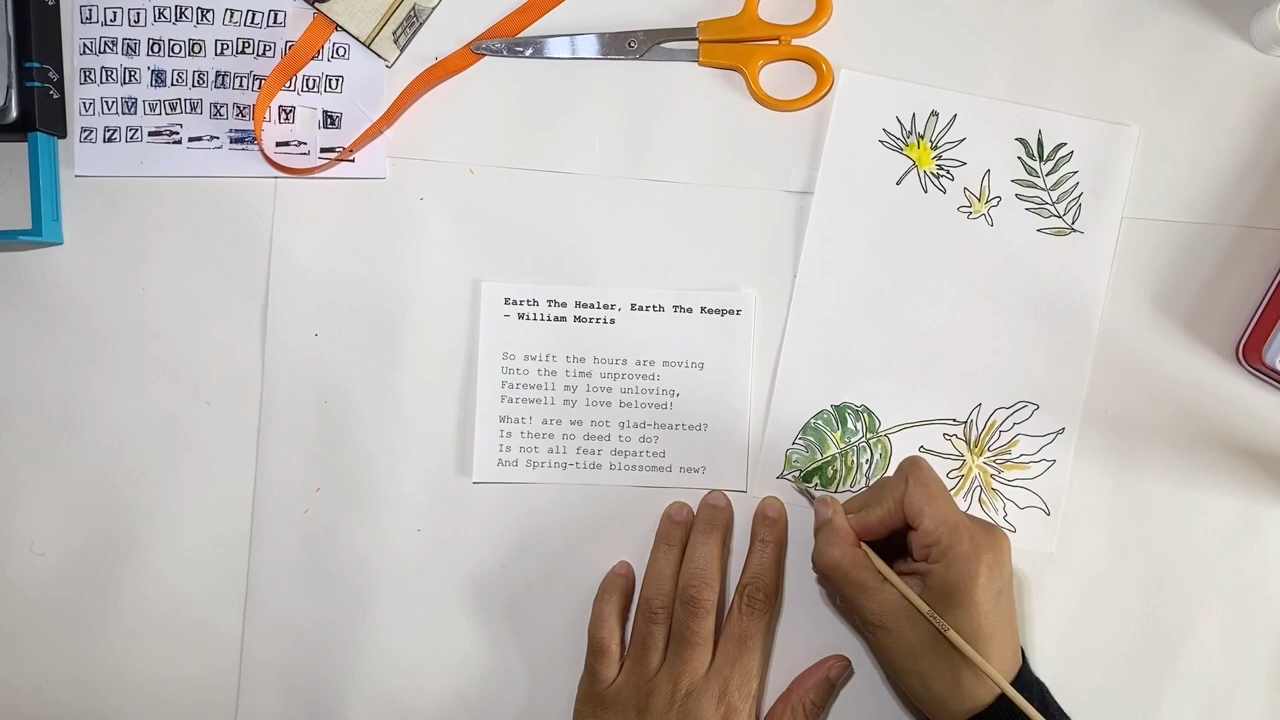 J J J K K K L L L
N N N O O O P P P O
R R R S S S T T U U
V V V W W W X X Y Y
Z Z Z
Earth The Healer, Earth The Keeper
– William Morris
So swift the hours are moving
Unto the time unproved:
Farewell my love unloving,
Farewell my love beloved!
What! are we not glad-hearted?
Is there no deed to do?
Is not all fear departed
And Spring-tide blossomed new?
A4